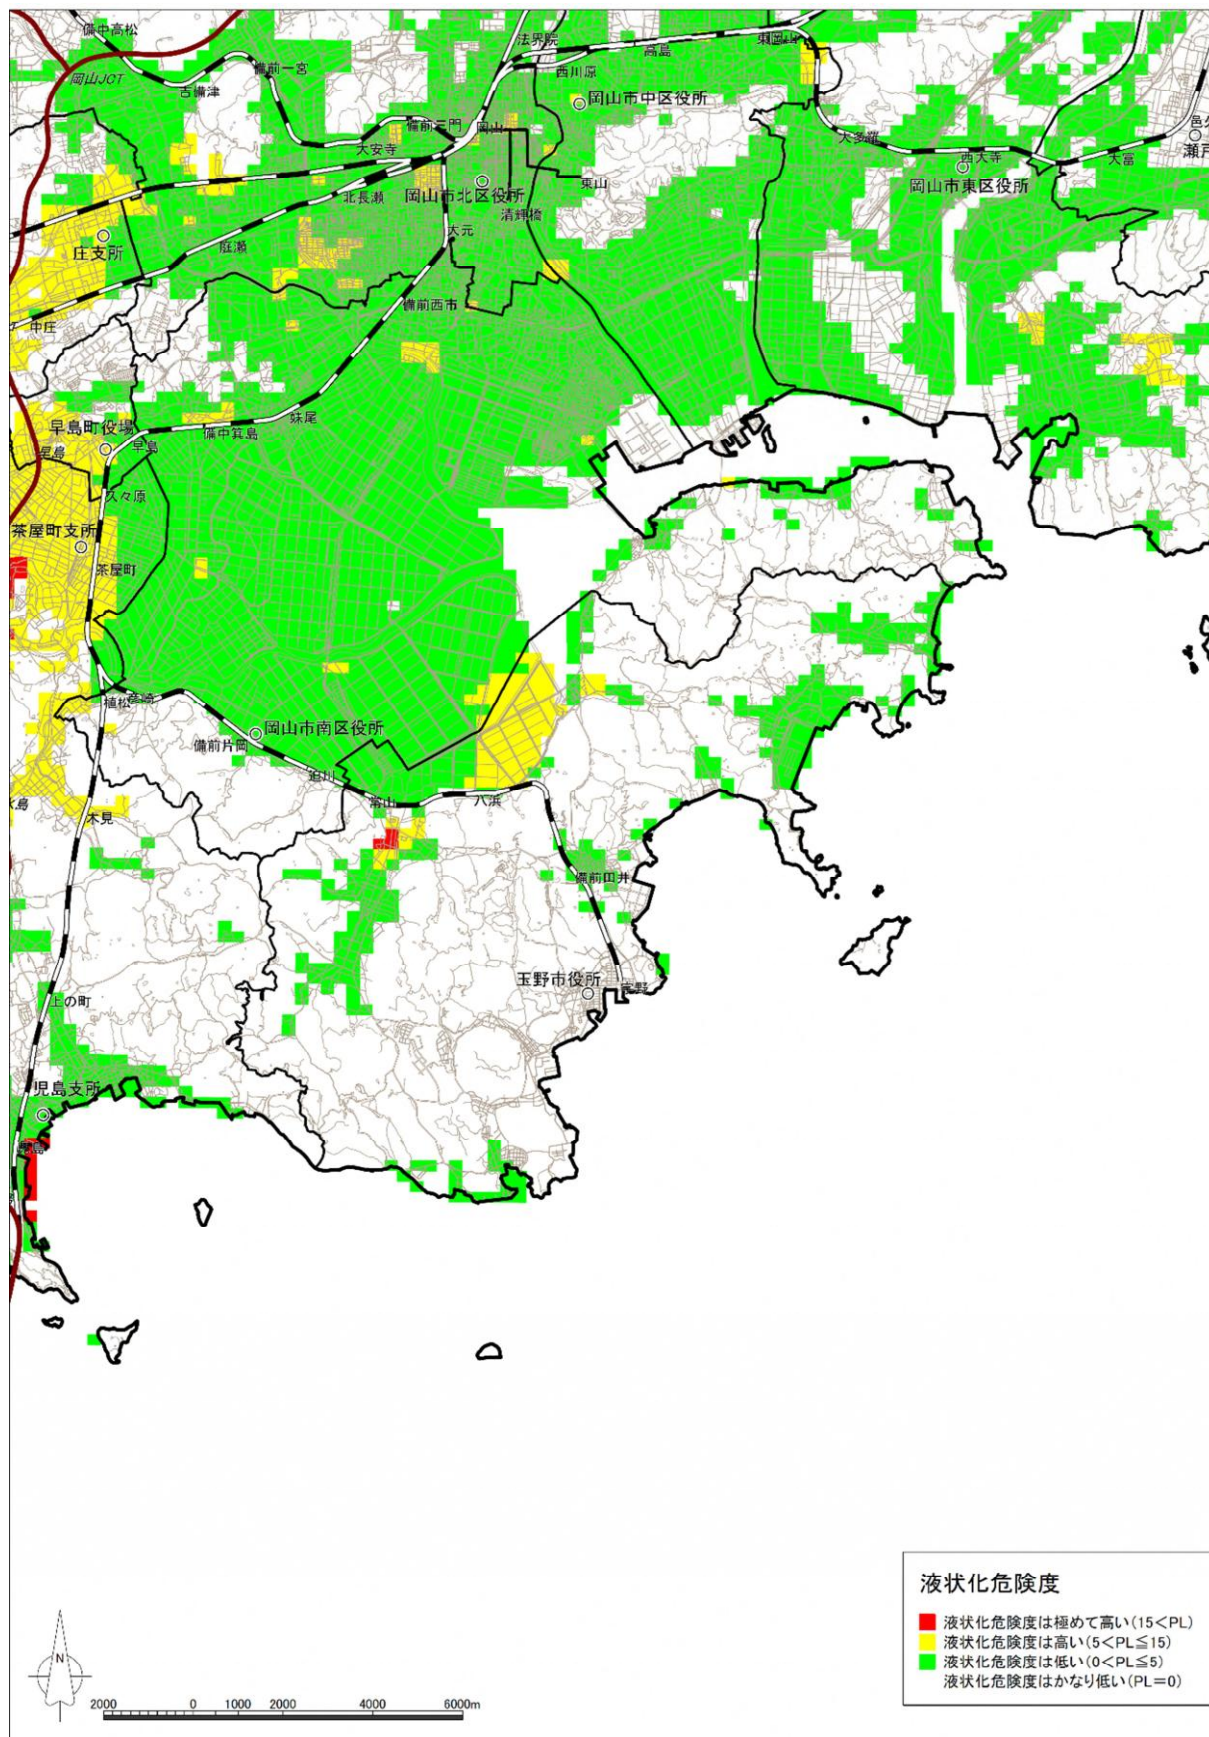 備中高松
法界院
東岡山
高島
岡山JCT
備前一宮
西川原
吉備津
岡山市中区役所
備前三門
岡山
大安寺
大多羅
西大寺
大富
瀬戸
岡山市東区役所
東山
北長瀬
岡山市北区役所
清輝橋
大元
庄支所
庭瀬
備前西市
中庄
妹尾
早島町役場
備中箕島
早島
早島
久々原
茶屋町支所
茶屋町
植松
彦崎
岡山市南区役所
備前片岡
迫川
常山
八浜
水島
木見
備前田井
玉野市役所
宇野
上の町
児島支所
児島
液状化危険度
液状化危険度は極めて高い(15<PL)
液状化危険度は高い(5<PL≦15)
液状化危険度は低い(0<PL≦5)
液状化危険度はかなり低い(PL=0)
N
2000 0 1000 2000 4000 6000m